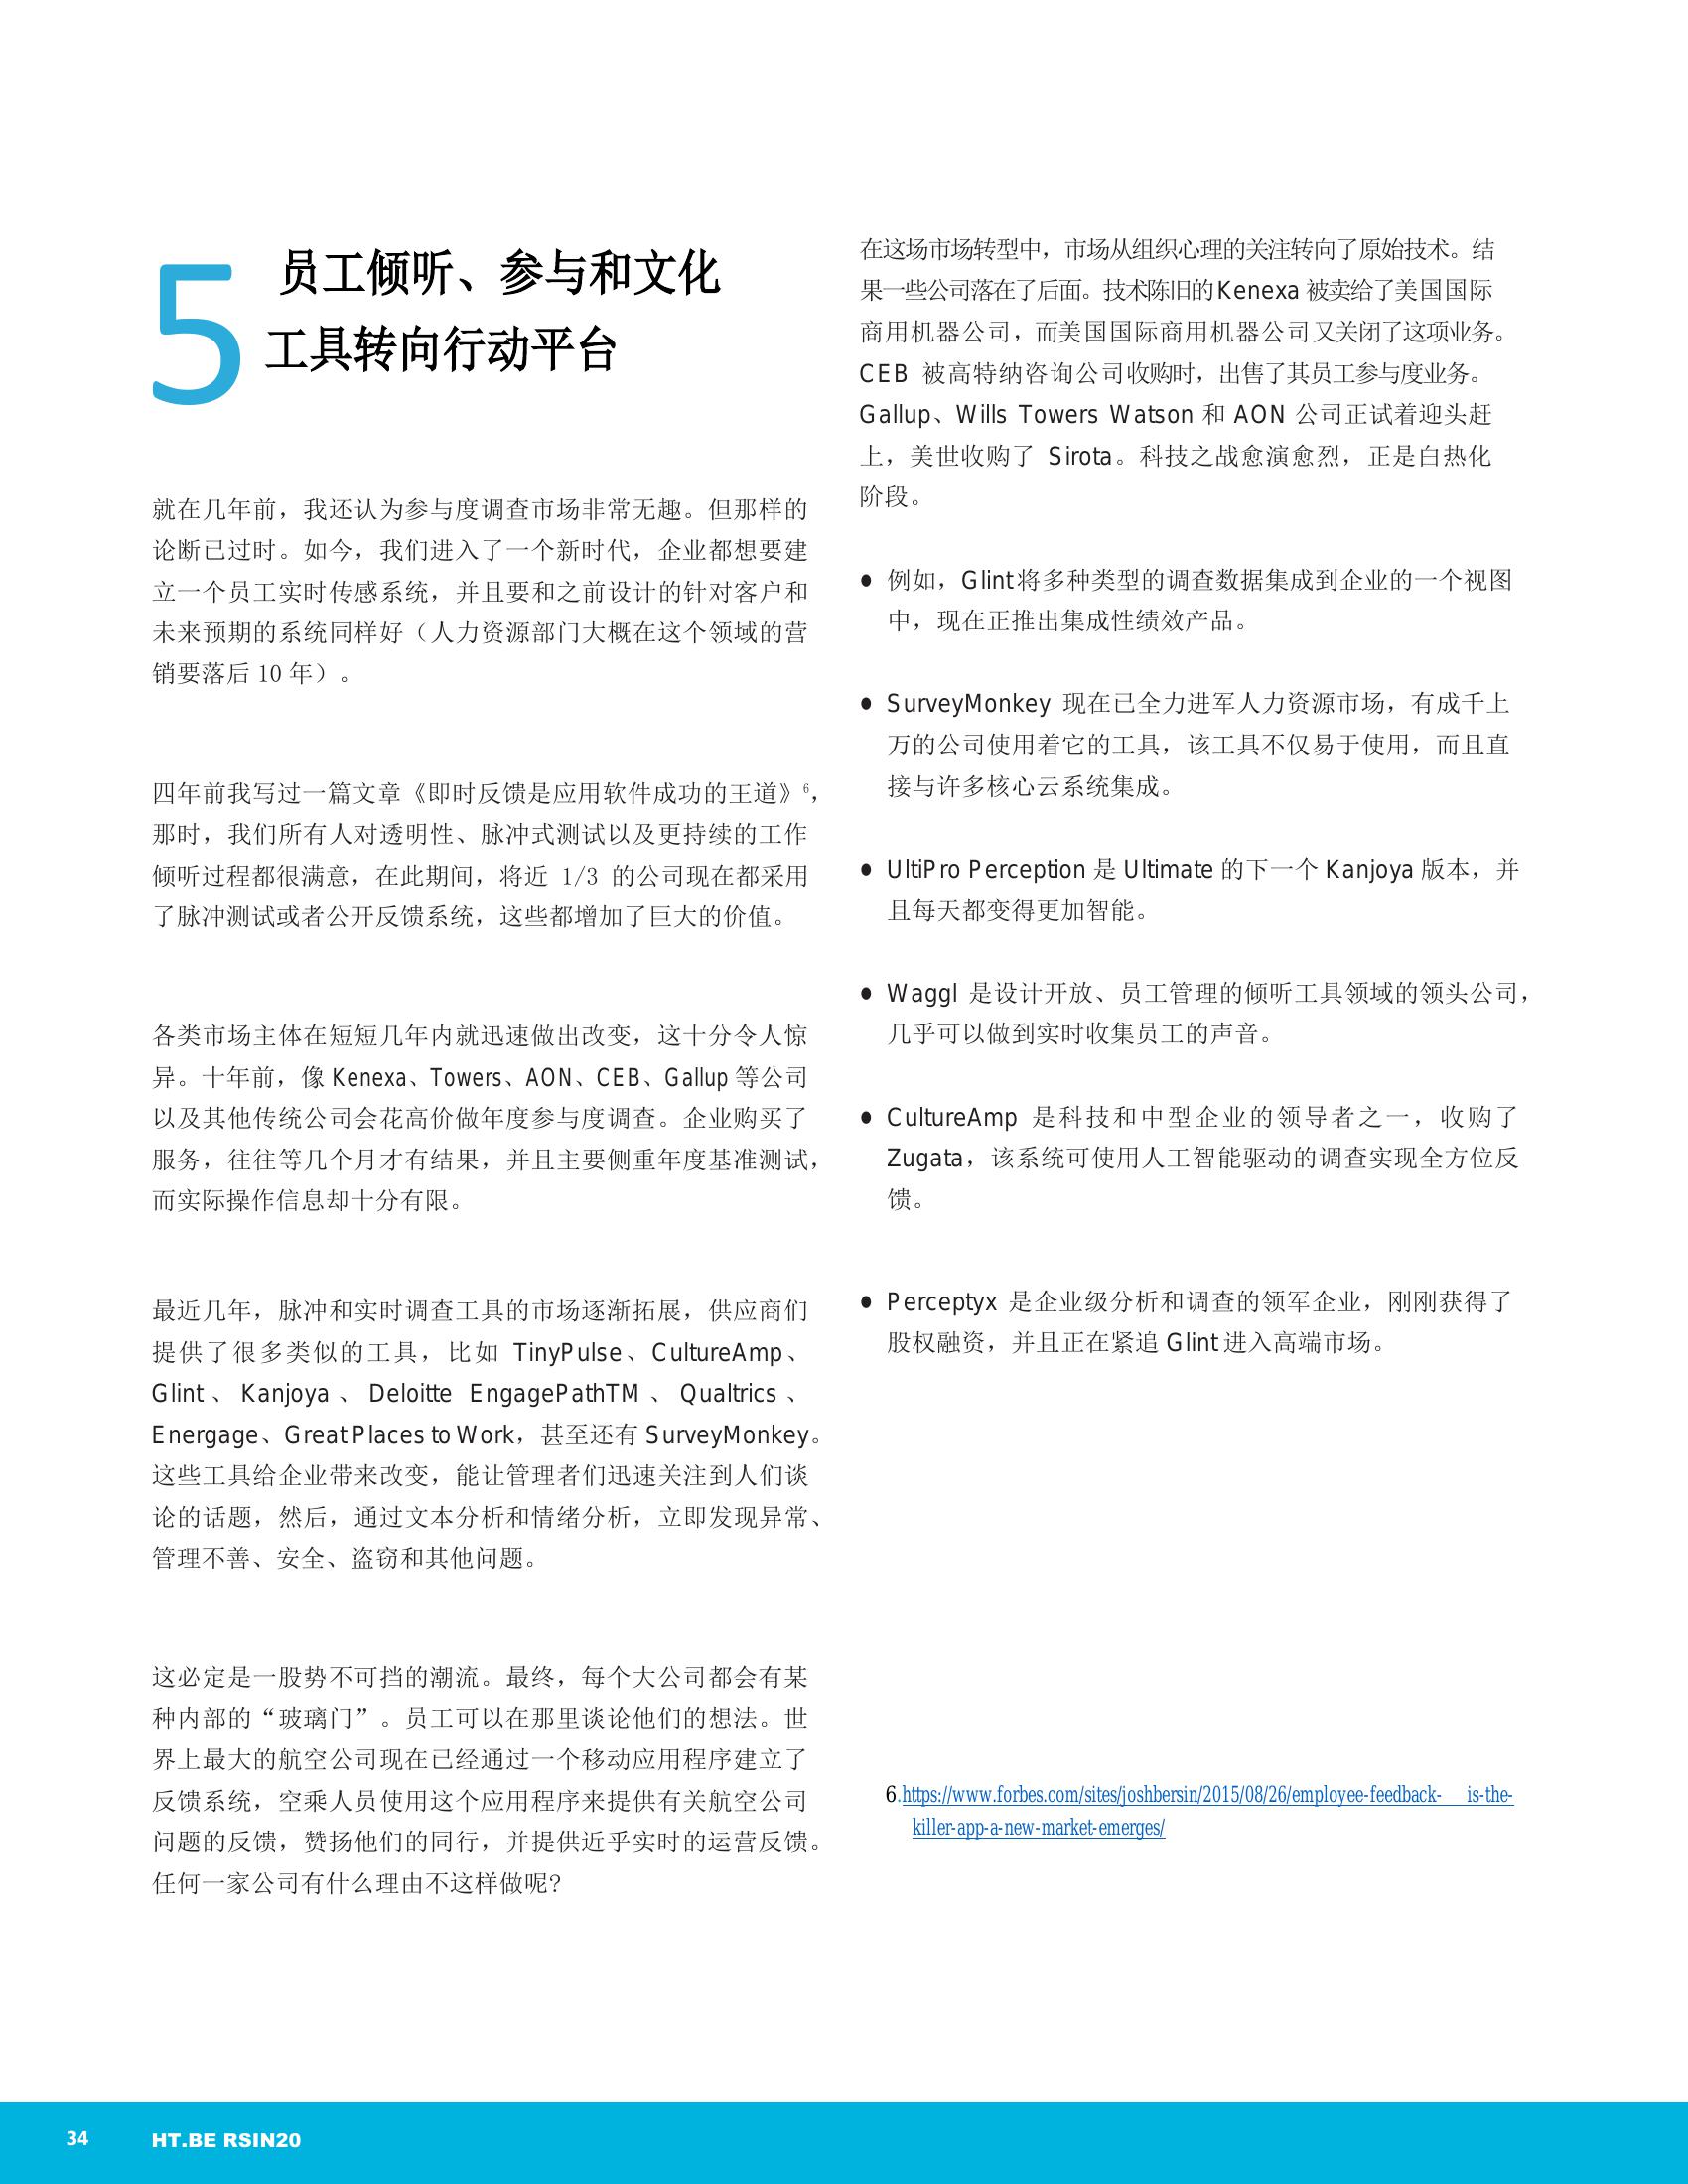 5
员工倾听、参与和文化
工具转向行动平台
就在几年前，我还认为参与度调查市场非常无趣。但那样的
论断已过时。如今，我们进入了一个新时代，企业都想要建
立一个员工实时传感系统，并且要和之前设计的针对客户和
未来预期的系统同样好（人力资源部门大概在这个领域的营
销要落后 10 年）。
四年前我写过一篇文章《即时反馈是应用软件成功的王道》6，
那时，我们所有人对透明性、脉冲式测试以及更持续的工作
倾听过程都很满意，在此期间，将近 1/3 的公司现在都采用
了脉冲测试或者公开反馈系统，这些都增加了巨大的价值。
各类市场主体在短短几年内就迅速做出改变，这十分令人惊
异。十年前，像 Kenexa、Towers、AON、CEB、Gallup 等公司
以及其他传统公司会花高价做年度参与度调查。企业购买了
服务，往往等几个月才有结果，并且主要侧重年度基准测试，
而实际操作信息却十分有限。
最近几年，脉冲和实时调查工具的市场逐渐拓展，供应商们
提供了很多类似的工具，比如 TinyPulse、CultureAmp、
Glint 、 Kanjoya 、 Deloitte EngagePathTM 、 Qualtrics 、
Energage、Great Places to Work，甚至还有 SurveyMonkey。
这些工具给企业带来改变，能让管理者们迅速关注到人们谈
论的话题，然后，通过文本分析和情绪分析，立即发现异常、
管理不善、安全、盗窃和其他问题。
这必定是一股势不可挡的潮流。最终，每个大公司都会有某
种内部的“玻璃门”。员工可以在那里谈论他们的想法。世
界上最大的航空公司现在已经通过一个移动应用程序建立了
反馈系统，空乘人员使用这个应用程序来提供有关航空公司
问题的反馈，赞扬他们的同行，并提供近乎实时的运营反馈。
任何一家公司有什么理由不这样做呢?
在这场市场转型中，市场从组织心理的关注转向了原始技术。结
果一些公司落在了后面。技术陈旧的 Kenexa 被卖给了美国国际
商用机器公司，而美国国际商用机器公司又关闭了这项业务。
CEB 被高特纳咨询公司收购时，出售了其员工参与度业务。
Gallup、Wills Towers Watson 和 AON 公司正试着迎头赶
上，美世收购了 Sirota。科技之战愈演愈烈，正是白热化
阶段。
● 例如，Glint 将多种类型的调查数据集成到企业的一个视图
中，现在正推出集成性绩效产品。
● SurveyMonkey 现在已全力进军人力资源市场，有成千上
万的公司使用着它的工具，该工具不仅易于使用，而且直
接与许多核心云系统集成。
● UltiPro Perception 是 Ultimate 的下一个 Kanjoya 版本，并
且每天都变得更加智能。
● Waggl 是设计开放、员工管理的倾听工具领域的领头公司，
几乎可以做到实时收集员工的声音。
● CultureAmp 是科技和中型企业的领导者之一，收购了
Zugata，该系统可使用人工智能驱动的调查实现全方位反
馈。
● Perceptyx 是企业级分析和调查的领军企业，刚刚获得了
股权融资，并且正在紧追 Glint 进入高端市场。
6.https://www.forbes.com/sites/joshbersin/2015/08/26/employee-feedback- is-the-
killer-app-a-new-market-emerges/
34 HT.BE RSIN20